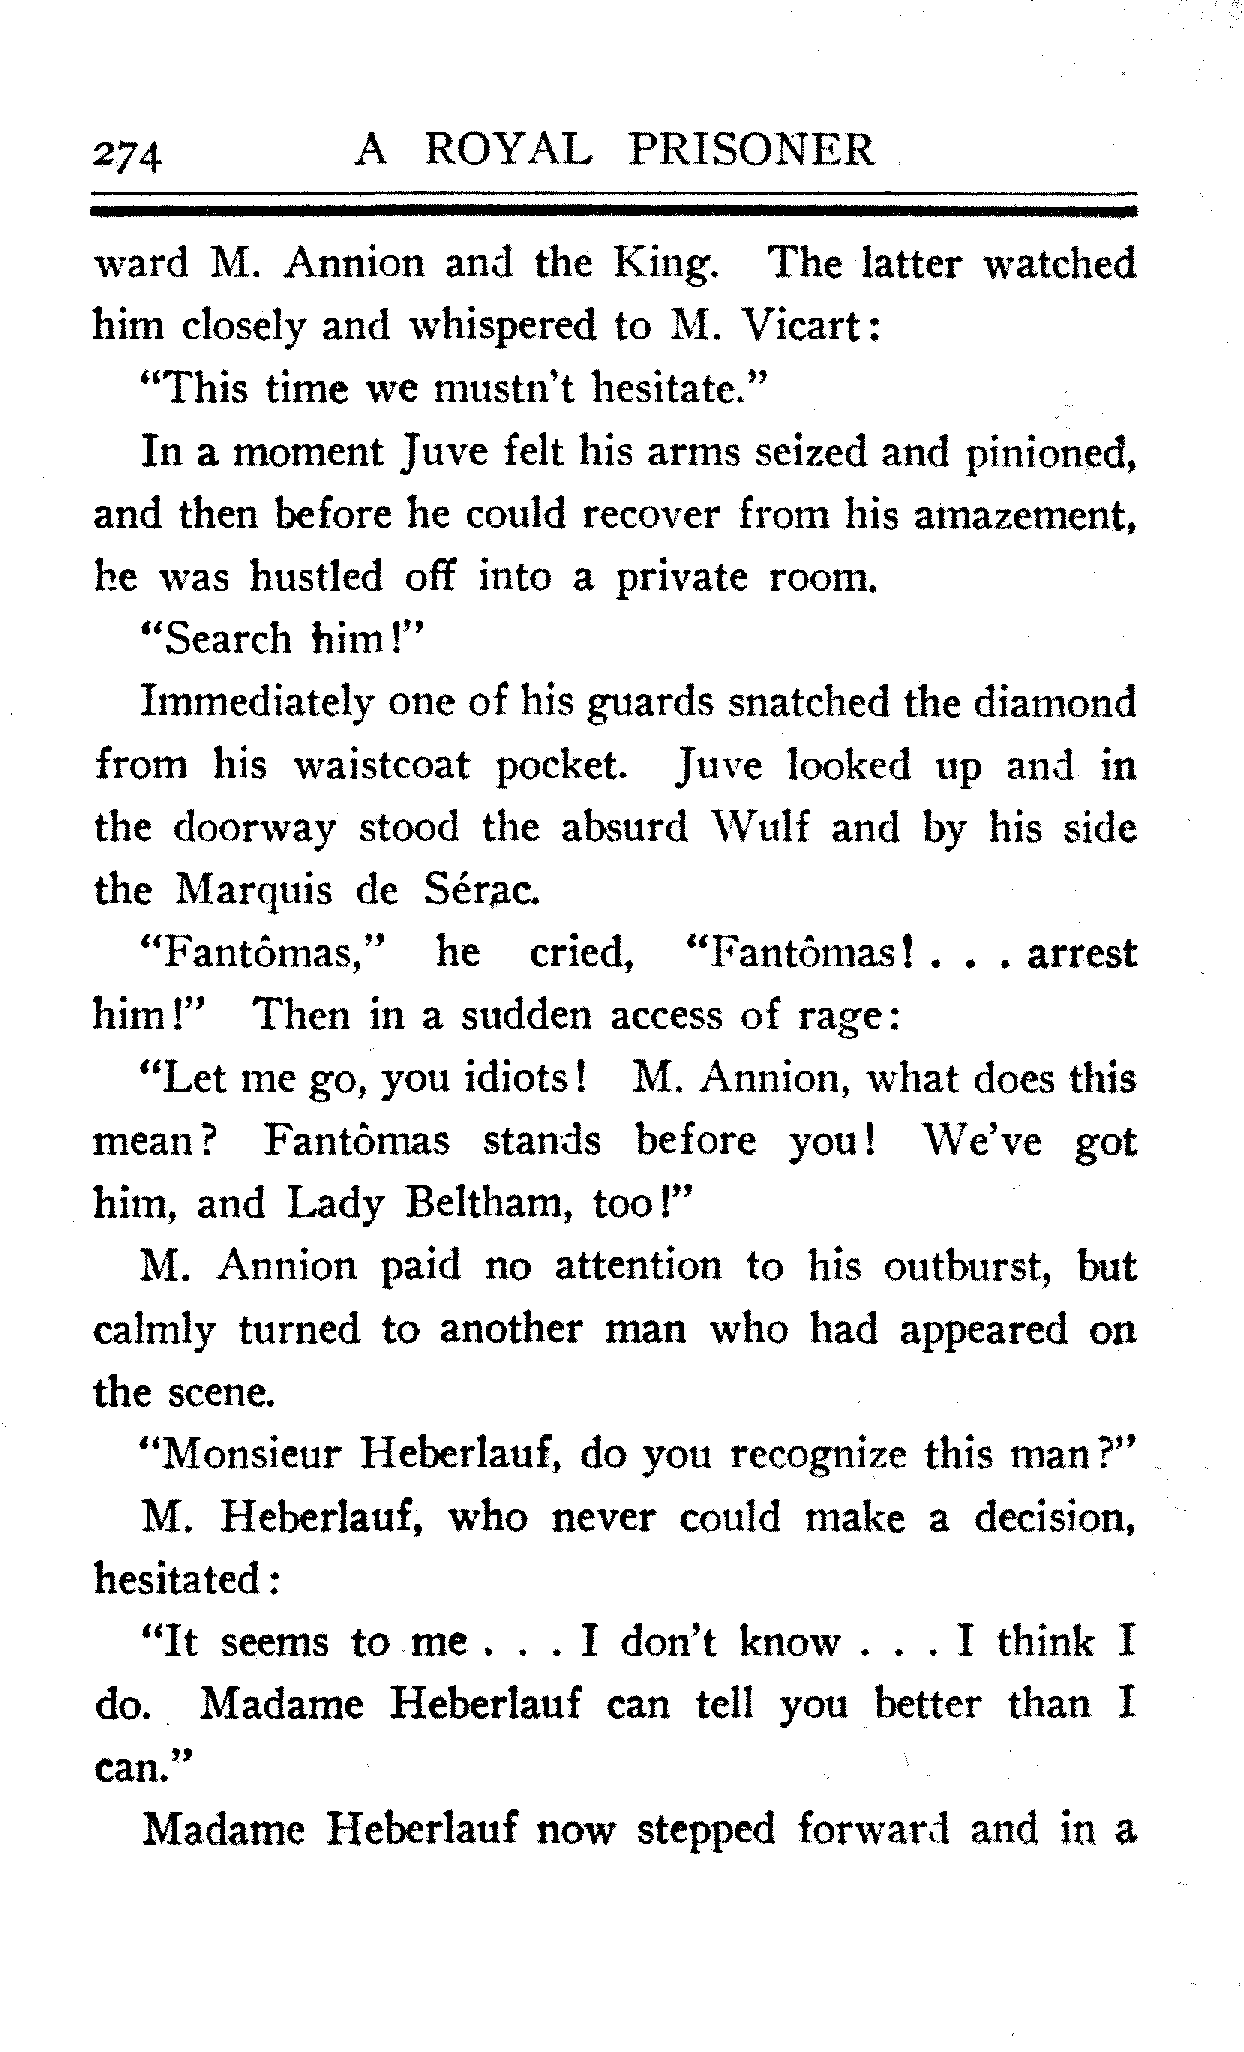 274 A ROYAL PRISONER
ward M. Annion and the King. The latter watched
him closely and whispered to M. Vicart:
“This time we mustn't hesitate.”
In a moment Juve felt his arms seized and pinioned,
and then before he could recover from his amazement,
he was hustled off into a private room.
“Search him!”
Immediately one of his guards snatched the diamond
from his waistcoat pocket. Juve looked up and in
the doorway stood the absurd Wulf and by his side
the Marquis de Sérac.
“Fantômas,” he cried, “Fantômas! . . . arrest
him!” Then in a sudden access of rage:
“Let me go, you idiots! M. Annion, what does this
mean? Fantômas stands before you! We've got
him, and Lady Beltham, too!”
M. Annion paid no attention to his outburst, but
calmly turned to another man who had appeared on
the scene.
“Monsieur Heberlauf, do you recognize this man?”
M. Heberlauf, who never could make a decision,
hesitated:
“It seems to me . . . I don't know . . . I think I
do. Madame Heberlauf can tell you better than I
can.”
Madame Heberlauf now stepped forward and in a